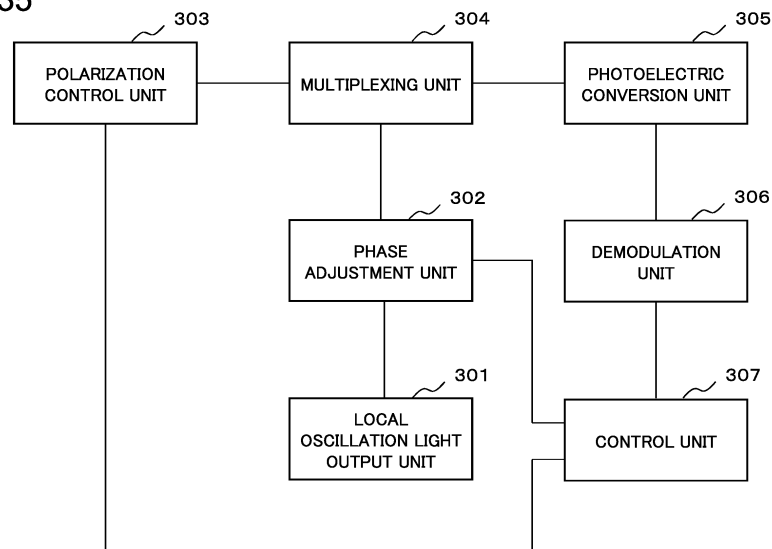 303
304
305
POLARIZATION
CONTROL UNIT
MULTIPLEXING UNIT
PHOTOELECTRIC
CONVERSION UNIT
302
306
PHASE
ADJUSTMENT UNIT
DEMODULATION
UNIT
301
307
LOCAL
OSCILLATION LIGHT
OUTPUT UNIT
CONTROL UNIT